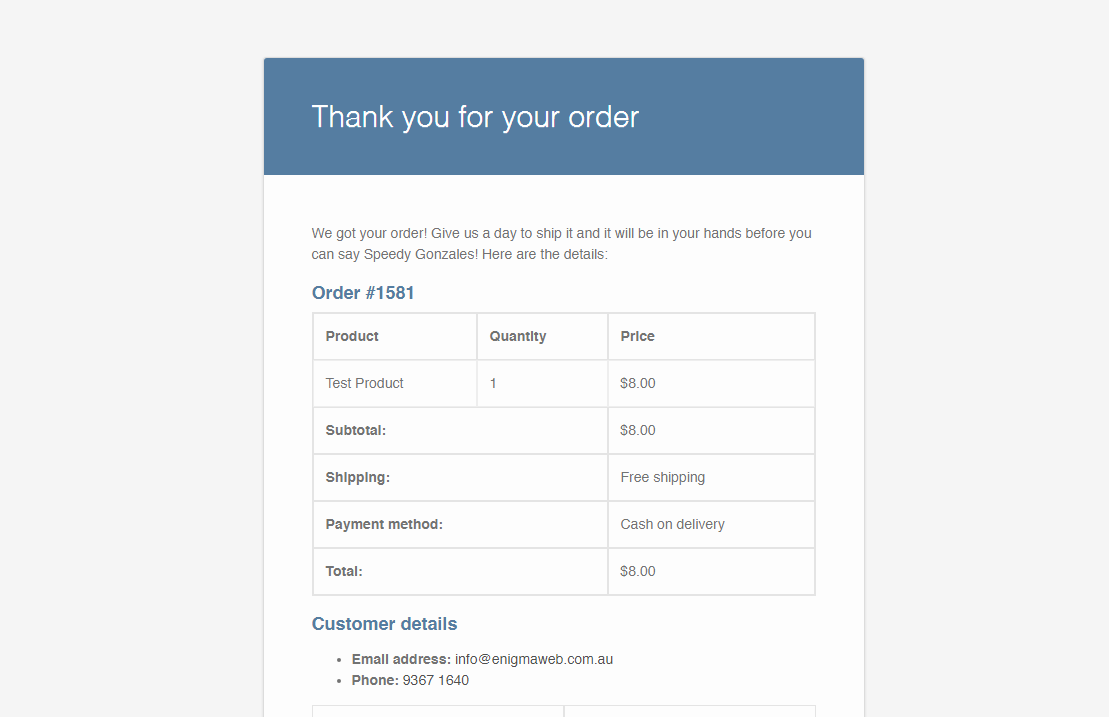 Thank you for your order
We got your order! Give us a day to ship it and it will be in your hands before you
can say Speedy Gonzales! Here are the details:
Order #1581
Product Quantity Price
Test Product 1 $8.00
Subtotal: $8.00
Shipping: Free shipping
Payment method: Cash on delivery
Total: $8.00
Customer details
• Email address: info@enigmaweb.com.au
• Phone: 9367 1640